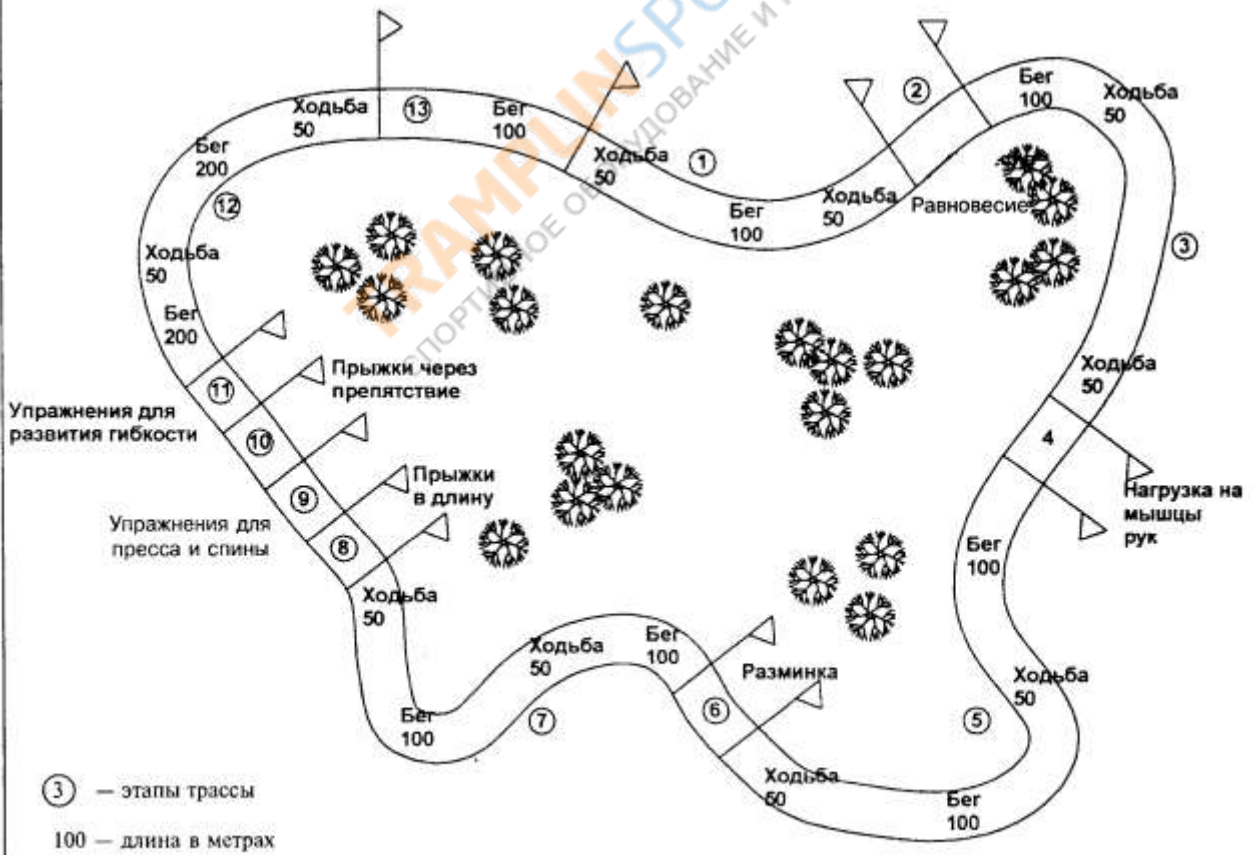 TRAMPLINSPO
СПОРТИВНОЕ ОБОРУДОВАНИЕ И
13
Ходьба
50
Бег
100
Ходьба
50
1
Бег
100
Ходьба
50
2
Бег
100
Ходьба
50
Равновесие
3
Ходьба
50
4
Нагрузка на
мышцы
рук
Бег
100
Ходьба
50
5
Бег
100
Ходьба
50
6
Разминка
Бег
100
Ходьба
50
7
Бег
100
Ходьба
50
8
Прыжки
в длину
9
Упражнения для
пресса и спины
10
Прыжки через
препятствие
11
Упражнения для
развития гибкости
Бег
200
Ходьба
50
12
Бег
200
3 — этапы трассы
100 — длина в метрах